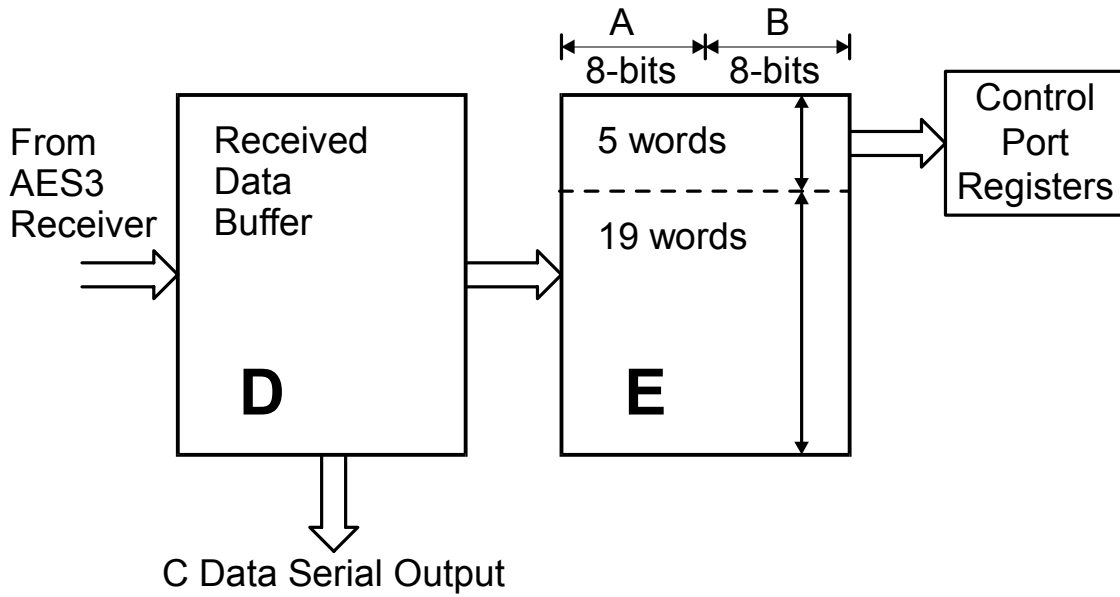 A B
8-bits 8-bits
From
AES3
Receiver
Received
Data
Buffer
D
5 words
19 words
E
Control
Port
Registers
C Data Serial Output